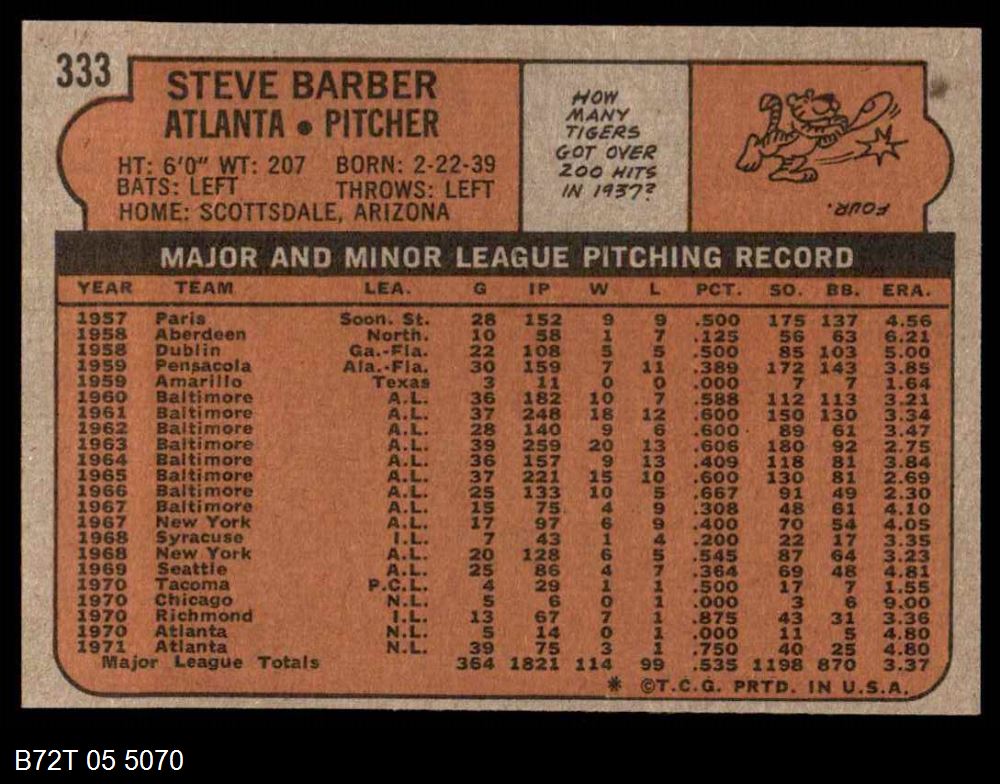 333
STEVE BARBER
ATLANTA • PITCHER
HT: 6'0" WT: 207 BORN: 2-22-39
BATS: LEFT THROWS: LEFT
HOME: SCOTTSDALE, ARIZONA
HOW
MANY
TIGERS
GOT OVER
200 HITS
IN 1937?
FOUR.
MAJOR AND MINOR LEAGUE PITCHING RECORD
YEAR TEAM LEA. G IP W L PCT. SO. BB. ERA.
1957 Paris Soon. St. 28 152 9 9 .500 175 137 4.56
1958 Aberdeen North. 10 58 1 7 .125 56 63 6.21
1958 Dublin Ga.-Fla. 22 108 5 5 .500 85 103 5.00
1959 Pensacola Ala.-Fla. 30 159 7 11 .389 172 143 3.85
1959 Amarillo Texas 3 11 0 0 .000 7 7 1.64
1960 Baltimore A.L. 36 182 10 7 .588 112 113 3.21
1961 Baltimore A.L. 37 248 18 12 .600 150 130 3.34
1962 Baltimore A.L. 28 140 9 6 .600 89 61 3.47
1963 Baltimore A.L. 39 259 20 13 .606 180 92 2.75
1964 Baltimore A.L. 36 157 9 13 .409 118 81 3.84
1965 Baltimore A.L. 37 221 15 10 .600 130 81 2.69
1966 Baltimore A.L. 25 133 10 5 .667 91 49 2.30
1967 Baltimore A.L. 15 75 4 9 .308 48 61 4.10
1967 New York A.L. 17 97 6 9 .400 70 54 4.05
1968 Syracuse I.L. 7 43 1 4 .200 22 17 3.35
1968 New York A.L. 20 128 6 5 .545 87 64 3.23
1969 Seattle A.L. 25 86 4 7 .364 69 48 4.81
1970 Tacoma P.C.L. 4 29 1 1 .500 17 7 1.55
1970 Chicago N.L. 5 6 0 1 .000 3 6 9.00
1970 Richmond I.L. 13 67 7 1 .875 43 31 3.36
1970 Atlanta N.L. 5 14 0 1 .000 11 5 4.80
1971 Atlanta N.L. 39 75 3 1 .750 40 25 4.80
Major League Totals 364 1821 114 99 .535 1198 870 3.37
* ©T.C.G. PRTD. IN U.S.A.
B72T 05 5070